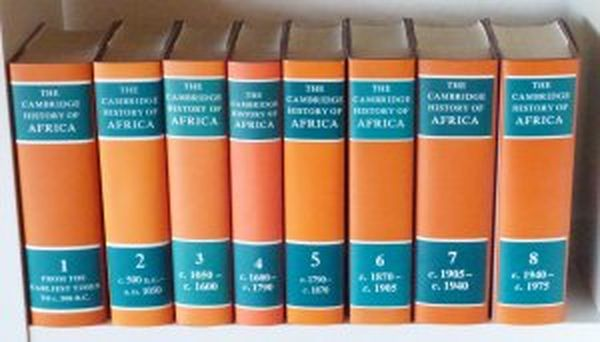 THE
CAMBRIDGE
HISTORY OF
AFRICA
1
FROM THE
EARLIEST TIMES
TO c. 500 B.C.
THE
CAMBRIDGE
HISTORY OF
AFRICA
2
c. 500 B.C.–
A.D. 1050
THE
CAMBRIDGE
HISTORY OF
AFRICA
3
c. 1050–
c. 1600
THE
CAMBRIDGE
HISTORY OF
AFRICA
4
c. 1600–
c. 1790
THE
CAMBRIDGE
HISTORY OF
AFRICA
5
c. 1790–
c. 1870
THE
CAMBRIDGE
HISTORY OF
AFRICA
6
c. 1870–
c. 1905
THE
CAMBRIDGE
HISTORY OF
AFRICA
7
c. 1905–
c. 1940
THE
CAMBRIDGE
HISTORY OF
AFRICA
8
c. 1940–
c. 1975